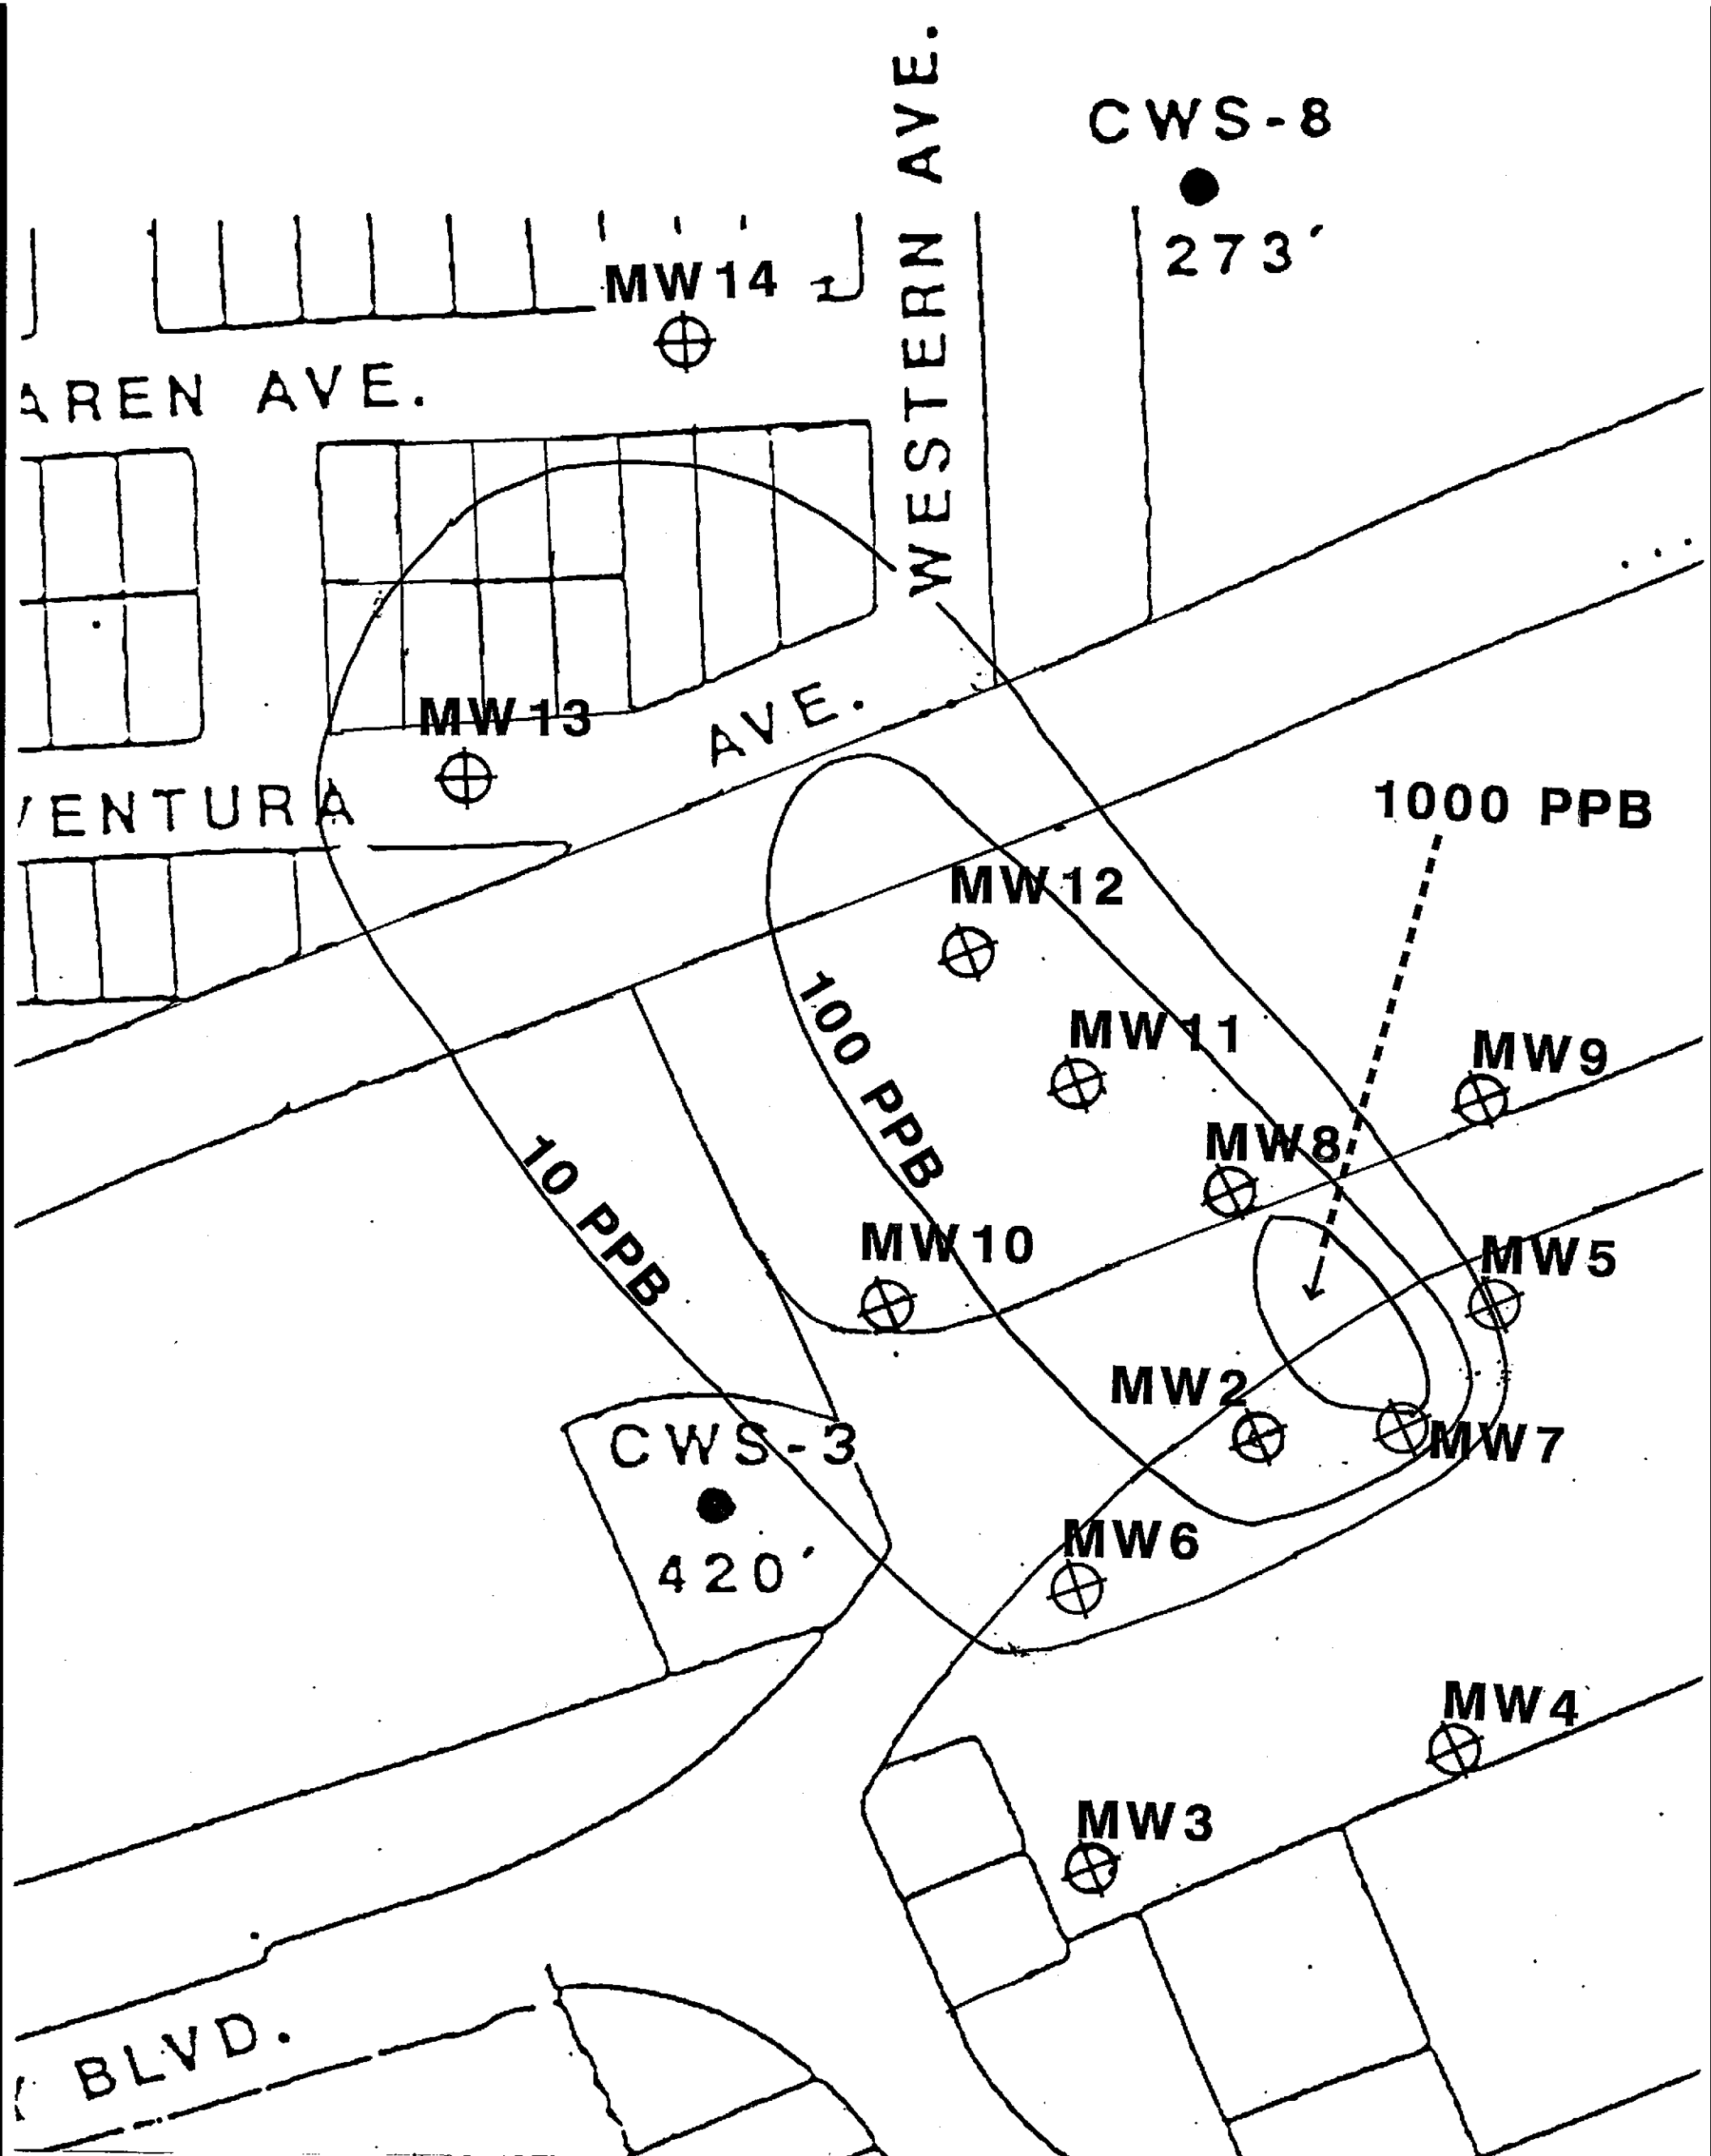 WESTERN AVE.
CWS-8
273′
MW14
AREN AVE.
MW13
AVE.
VENTURA
1000 PPB
MW12
100 PPB
MW11
MW9
MW8
10 PPB
MW10
MW5
MW2
CWS-3
MW7
420′
MW6
MW4
MW3
BLVD.